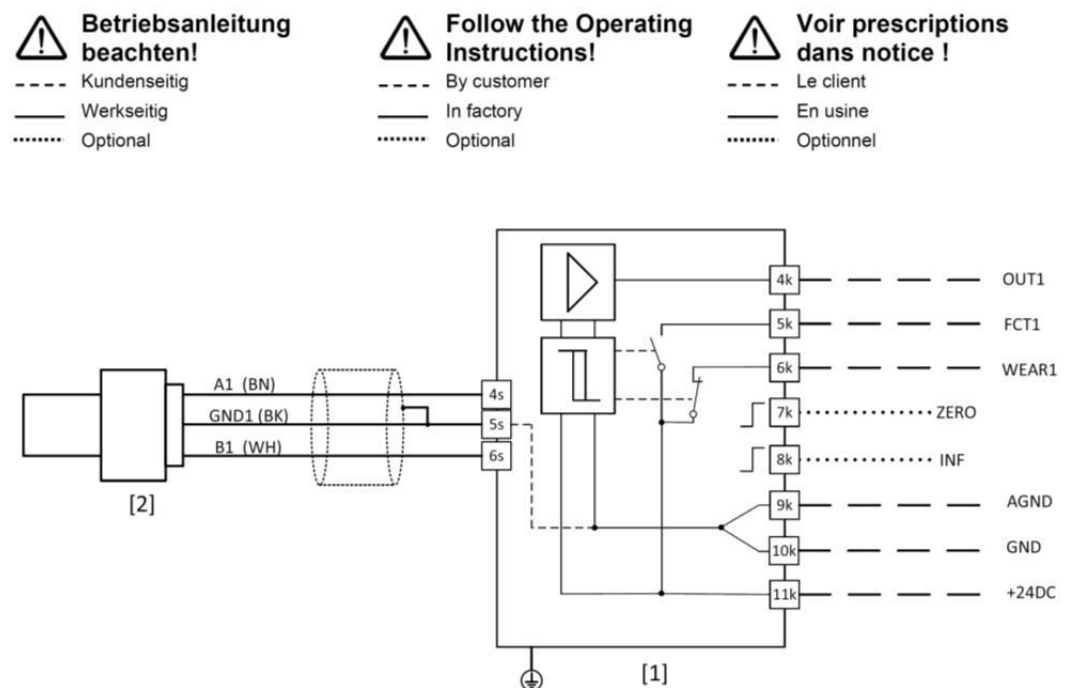 Betriebsanleitung
beachten!
Kundenseitig
Werkseitig
Optional
Follow the Operating
Instructions!
By customer
In factory
Optional
Voir prescriptions
dans notice !
Le client
En usine
Optionnel
4k OUT1
5k FCT1
6k WEAR1
A1 (BN) 4s
GND1 (BK) 5s
B1 (WH) 6s
7k ZERO
8k INF
9k AGND
10k GND
11k +24DC
[2]
[1]